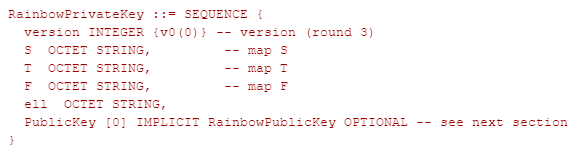 RainbowPrivateKey ::= SEQUENCE {
  version INTEGER {v0(0)} -- version (round 3)
  S  OCTET STRING,         -- map S
  T  OCTET STRING,         -- map T
  F  OCTET STRING,         -- map F
  ell  OCTET STRING,
  PublicKey [0] IMPLICIT RainbowPublicKey OPTIONAL -- see next section
}